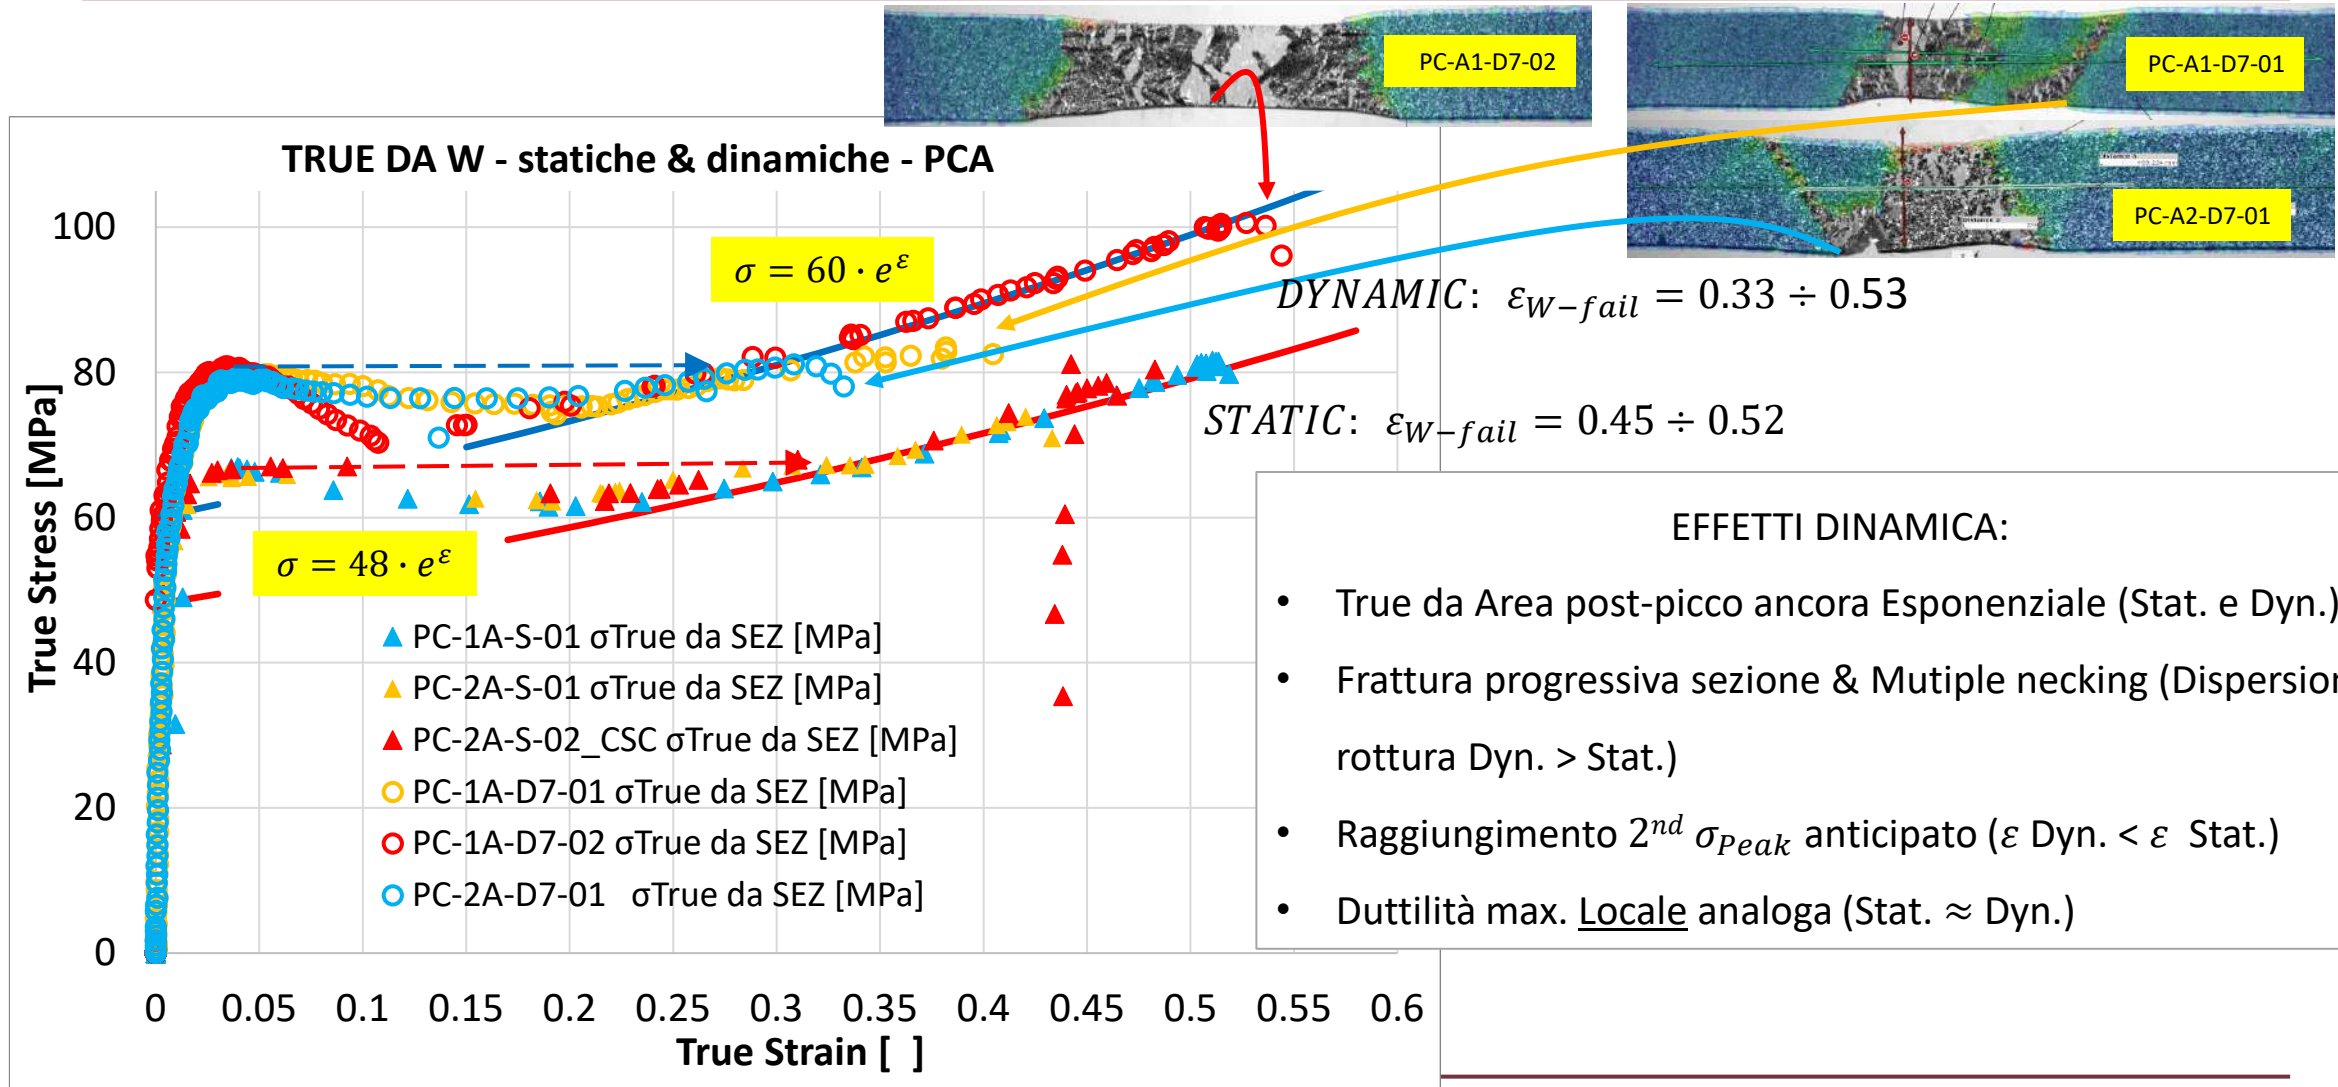 PC-A1-D7-02
PC-A1-D7-01
PC-A2-D7-01
TRUE DA W - statiche & dinamiche - PCA
100
80
60
40
20
0
True Stress [MPa]
σ = 60 · e^ε
σ = 48 · e^ε
DYNAMIC: ε_{W−fail} = 0.33 ÷ 0.53
STATIC: ε_{W−fail} = 0.45 ÷ 0.52
PC-1A-S-01 σTrue da SEZ [MPa]
PC-2A-S-01 σTrue da SEZ [MPa]
PC-2A-S-02_CSC σTrue da SEZ [MPa]
PC-1A-D7-01 σTrue da SEZ [MPa]
PC-1A-D7-02 σTrue da SEZ [MPa]
PC-2A-D7-01 σTrue da SEZ [MPa]
0 0.05 0.1 0.15 0.2 0.25 0.3 0.35 0.4 0.45 0.5 0.55 0.6
True Strain [ ]
EFFETTI DINAMICA:
• True da Area post-picco ancora Esponenziale (Stat. e Dyn.)
• Frattura progressiva sezione & Mutiple necking (Dispersion
rottura Dyn. > Stat.)
• Raggiungimento 2^{nd} σ_{Peak} anticipato (ε Dyn. < ε Stat.)
• Duttilità max. Locale analoga (Stat. ≈ Dyn.)